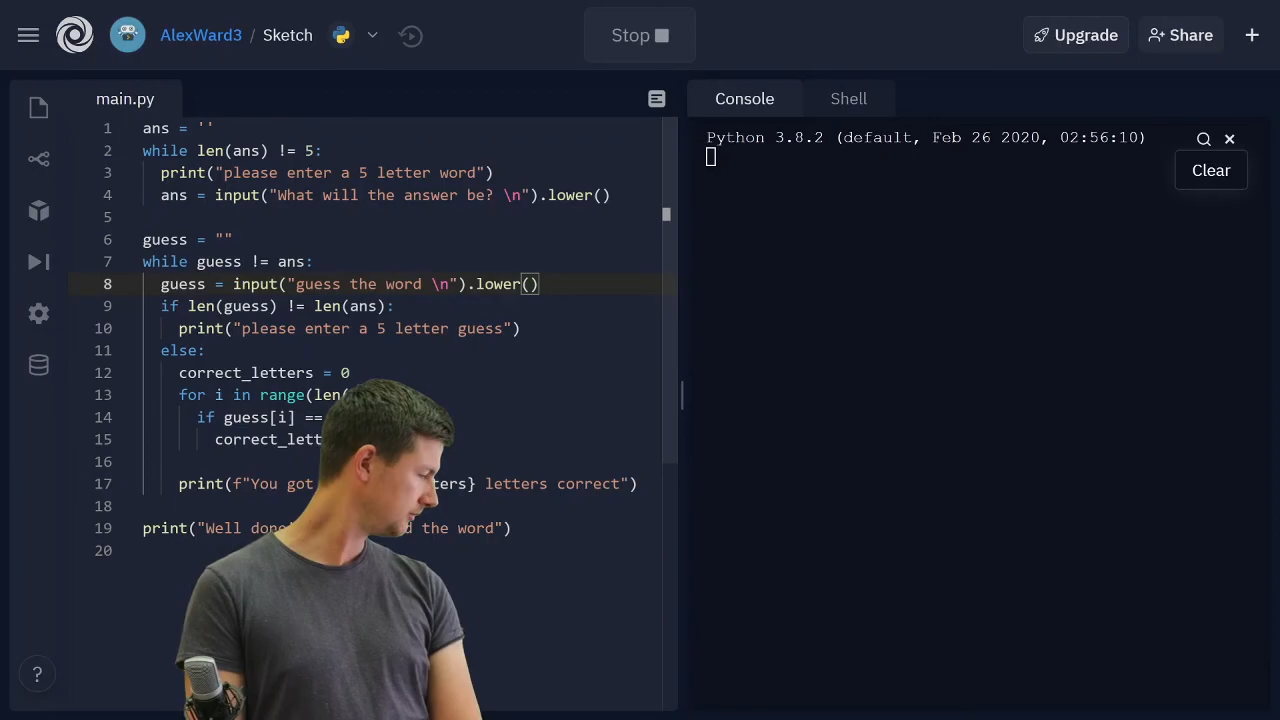 AlexWard3 / Sketch
Stop
Upgrade
Share
main.py
1 ans = ''
2 while len(ans) != 5:
3 print("please enter a 5 letter word")
4 ans = input("What will the answer be? \n").lower()
5
6 guess = ""
7 while guess != ans:
8 guess = input("guess the word \n").lower()
9 if len(guess) != len(ans):
10 print("please enter a 5 letter guess")
11 else:
12 correct_letters = 0
13 for i in range(len(
14 if guess[i] ==
15 correct_lett
16
17 print(f"You got ters} letters correct")
18
19 print("Well done d the word")
20
Console
Shell
Python 3.8.2 (default, Feb 26 2020, 02:56:10)
Clear
?